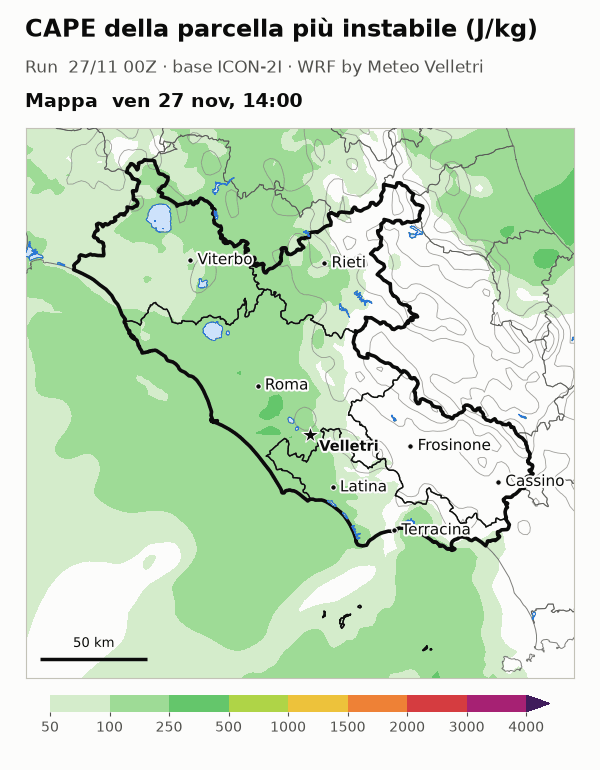 CAPE della parcella più instabile (J/kg)
Run  27/11 00Z · base ICON-2I · WRF by Meteo Velletri
Mappa  ven 27 nov, 14:00
Viterbo
Rieti
Roma
Velletri
Frosinone
Latina
Cassino
Terracina
50 km
50 100 250 500 1000 1500 2000 3000 4000